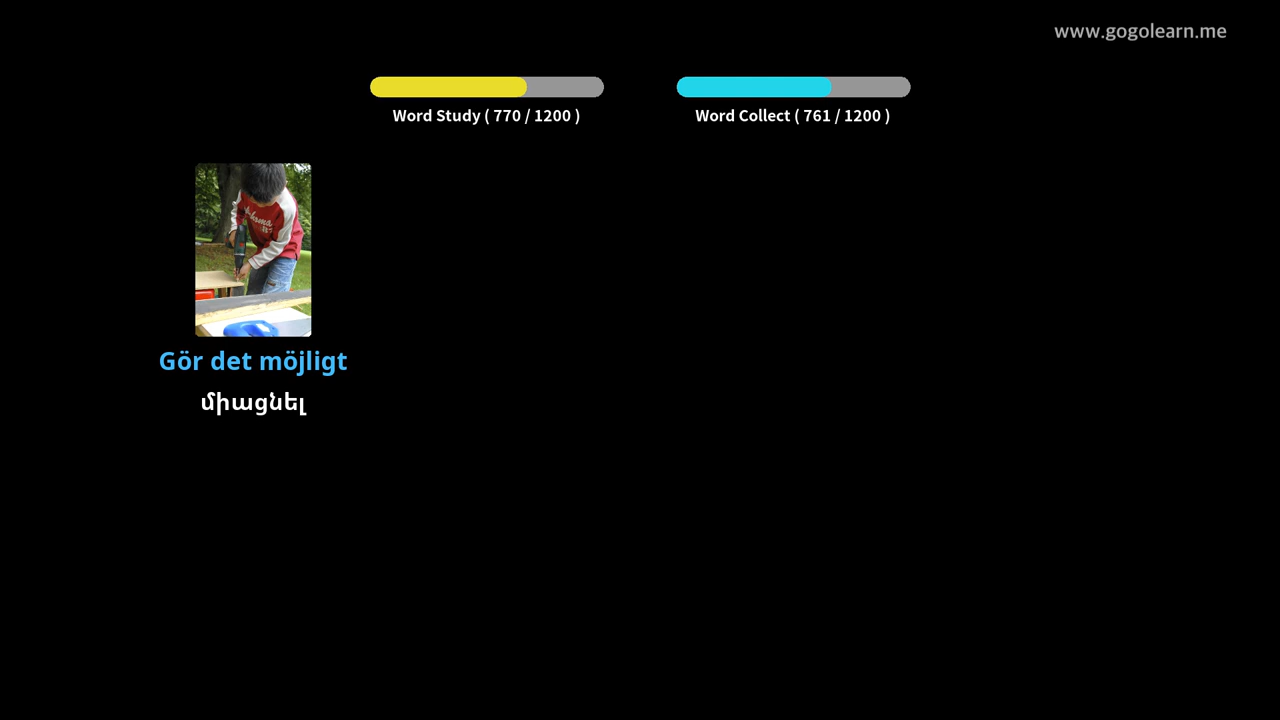 www.gogolearn.me
Word Study ( 770 / 1200 )
Word Collect ( 761 / 1200 )
Gör det möjligt
միացնել